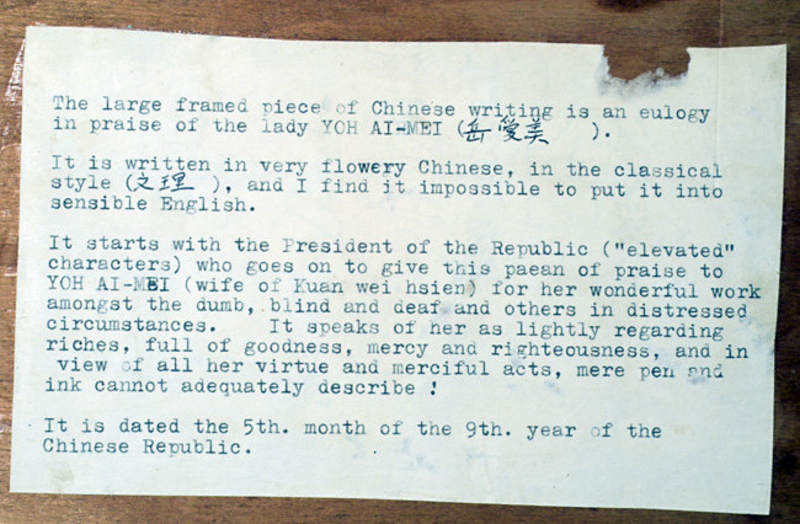 The large framed piece of Chinese writing is an eulogy
in praise of the lady YOH AI-MEI (岳愛美 ).
It is written in very flowery Chinese, in the classical
style (文理 ), and I find it impossible to put it into
sensible English.
It starts with the President of the Republic ("elevated"
characters) who goes on to give this paean of praise to
YOH AI-MEI (wife of Kuan wei hsien) for her wonderful work
amongst the dumb, blind and deaf and others in distressed
circumstances. It speaks of her as lightly regarding
riches, full of goodness, mercy and righteousness, and in
view of all her virtue and merciful acts, mere pen and
ink cannot adequately describe !
It is dated the 5th. month of the 9th. year of the
Chinese Republic.